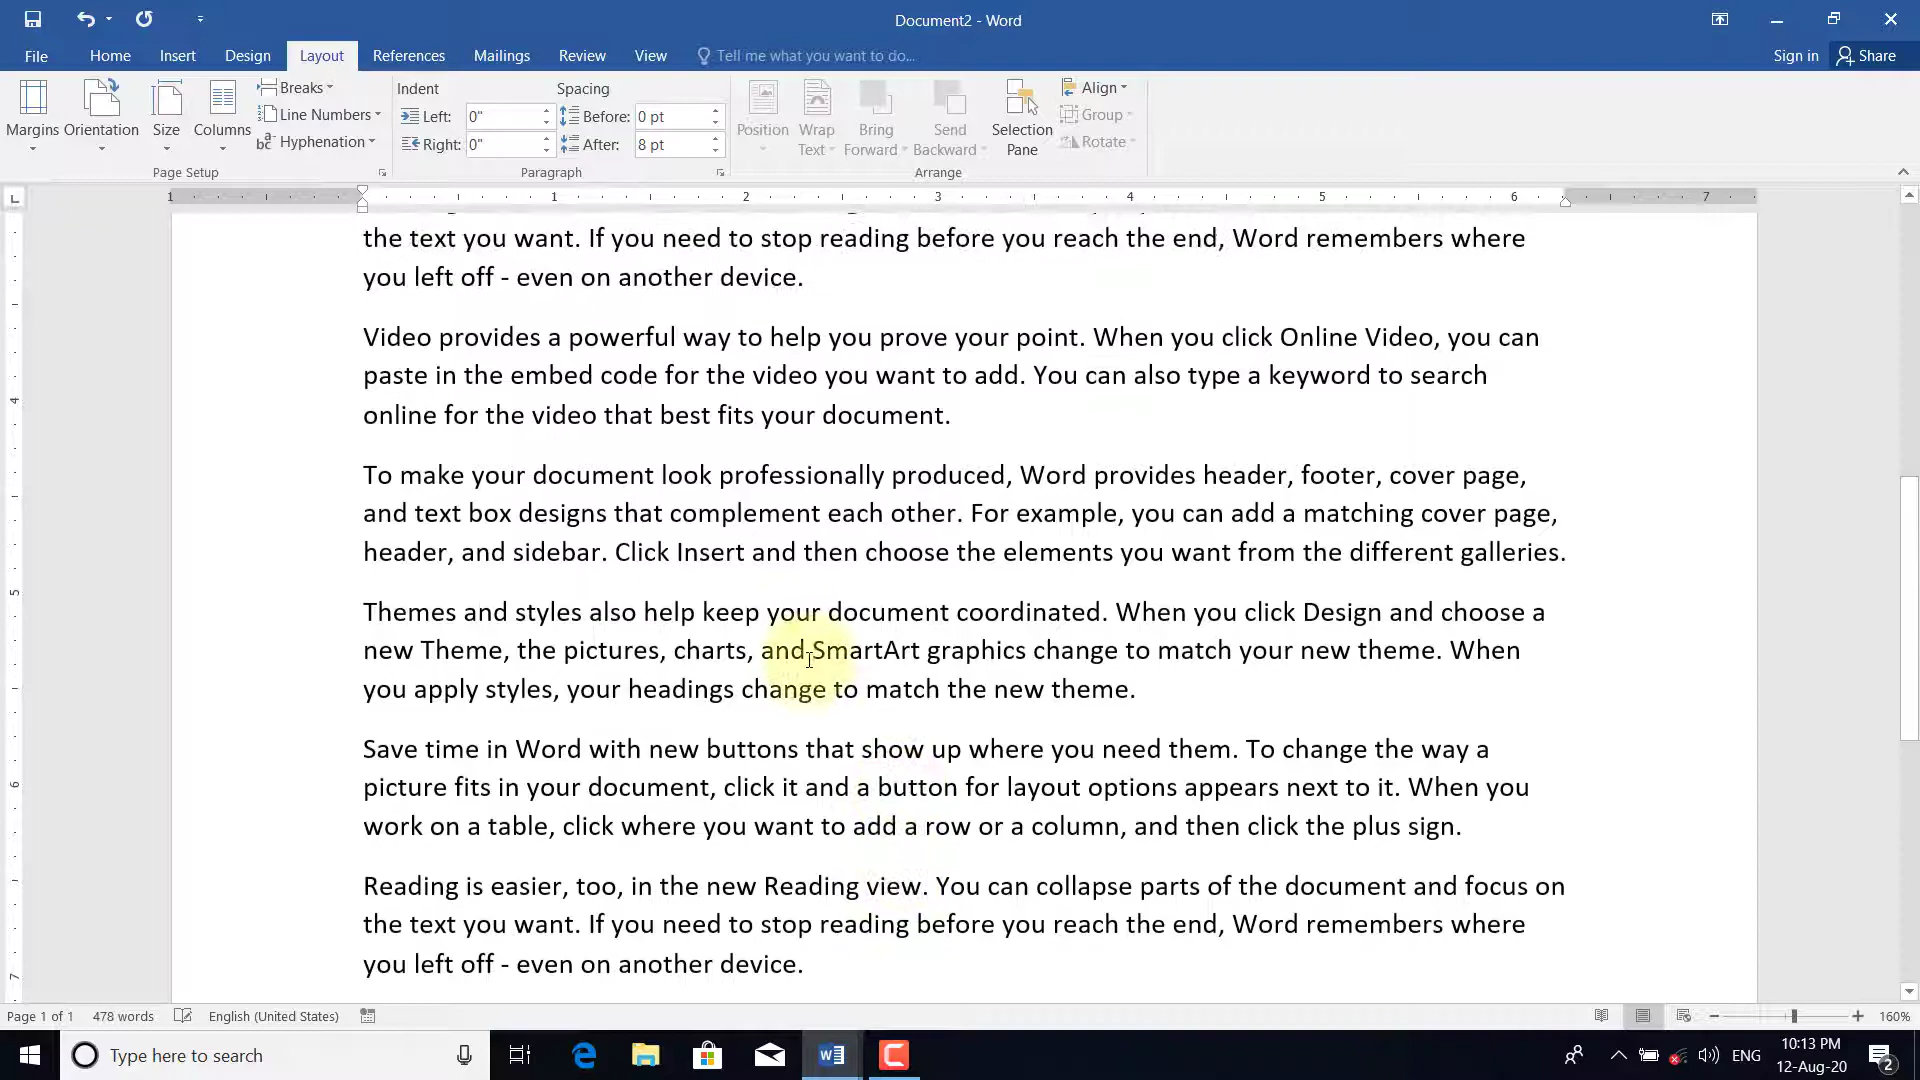 Document2 - Word
File Home Insert Design Layout References Mailings Review View Tell me what you want to do... Sign in Share
Margins Orientation Size Columns Breaks Line Numbers Hyphenation
Page Setup
Indent Spacing
Left: 0" Before: 0 pt
Right: 0" After: 8 pt
Paragraph
Position Wrap Text Bring Forward Send Backward Selection Pane Align Group Rotate
Arrange
1 1 2 3 4 5 6 7
the text you want. If you need to stop reading before you reach the end, Word remembers where
you left off - even on another device.
Video provides a powerful way to help you prove your point. When you click Online Video, you can
paste in the embed code for the video you want to add. You can also type a keyword to search
online for the video that best fits your document.
To make your document look professionally produced, Word provides header, footer, cover page,
and text box designs that complement each other. For example, you can add a matching cover page,
header, and sidebar. Click Insert and then choose the elements you want from the different galleries.
Themes and styles also help keep your document coordinated. When you click Design and choose a
new Theme, the pictures, charts, and SmartArt graphics change to match your new theme. When
you apply styles, your headings change to match the new theme.
Save time in Word with new buttons that show up where you need them. To change the way a
picture fits in your document, click it and a button for layout options appears next to it. When you
work on a table, click where you want to add a row or a column, and then click the plus sign.
Reading is easier, too, in the new Reading view. You can collapse parts of the document and focus on
the text you want. If you need to stop reading before you reach the end, Word remembers where
you left off - even on another device.
4
5
6
7
Page 1 of 1 478 words English (United States) 160%
Type here to search ENG 10:13 PM
12-Aug-20 2